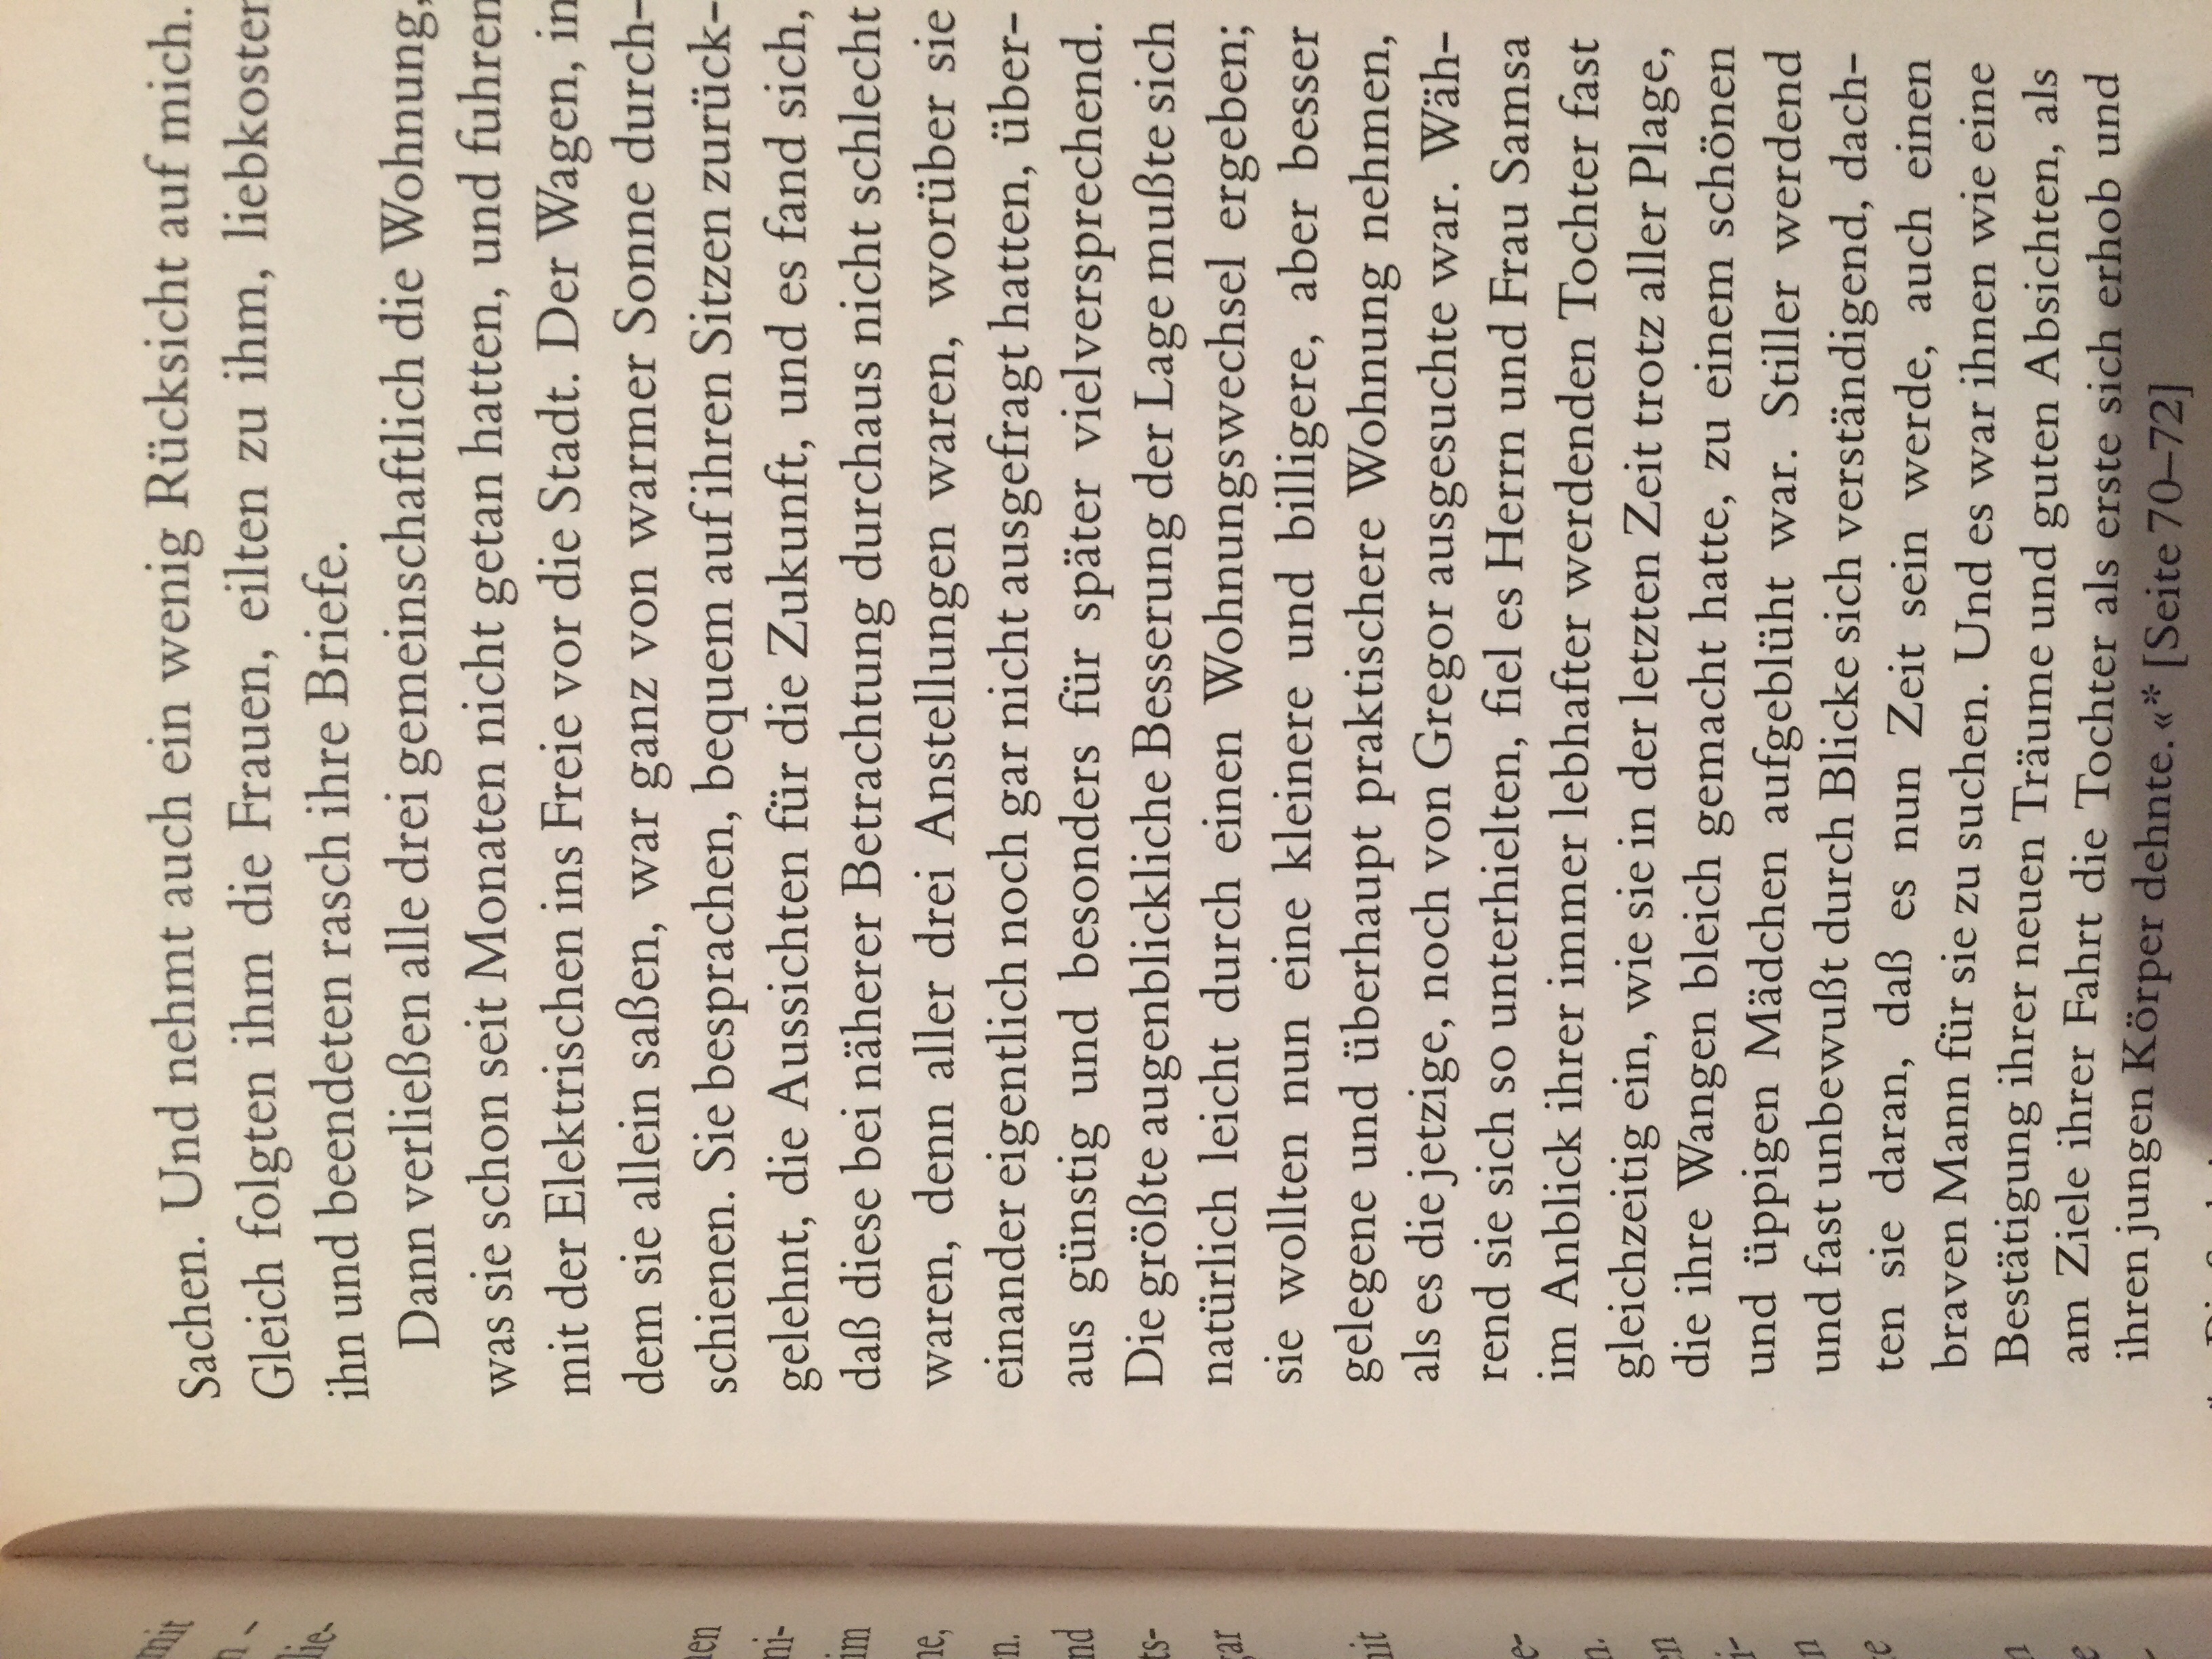 Sachen. Und nehmt auch ein wenig Rücksicht auf mich.
Gleich folgten ihm die Frauen, eilten zu ihm, liebkosten
ihn und beendeten rasch ihre Briefe.
Dann verließen alle drei gemeinschaftlich die Wohnung,
was sie schon seit Monaten nicht getan hatten, und fuhren
mit der Elektrischen ins Freie vor die Stadt. Der Wagen, in
dem sie allein saßen, war ganz von warmer Sonne durch-
schienen. Sie besprachen, bequem auf ihren Sitzen zurück-
gelehnt, die Aussichten für die Zukunft, und es fand sich,
daß diese bei näherer Betrachtung durchaus nicht schlecht
waren, denn aller drei Anstellungen waren, worüber sie
einander eigentlich noch gar nicht ausgefragt hatten, über-
aus günstig und besonders für später vielversprechend.
Die größte augenblickliche Besserung der Lage mußte sich
natürlich leicht durch einen Wohnungswechsel ergeben;
sie wollten nun eine kleinere und billigere, aber besser
gelegene und überhaupt praktischere Wohnung nehmen,
als es die jetzige, noch von Gregor ausgesuchte war. Wäh-
rend sie sich so unterhielten, fiel es Herrn und Frau Samsa
im Anblick ihrer immer lebhafter werdenden Tochter fast
gleichzeitig ein, wie sie in der letzten Zeit trotz aller Plage,
die ihre Wangen bleich gemacht hatte, zu einem schönen
und üppigen Mädchen aufgeblüht war. Stiller werdend
und fast unbewußt durch Blicke sich verständigend, dach-
ten sie daran, daß es nun Zeit sein werde, auch einen
braven Mann für sie zu suchen. Und es war ihnen wie eine
Bestätigung ihrer neuen Träume und guten Absichten, als
am Ziele ihrer Fahrt die Tochter als erste sich erhob und
ihren jungen Körper dehnte.«* [Seite 70–72]